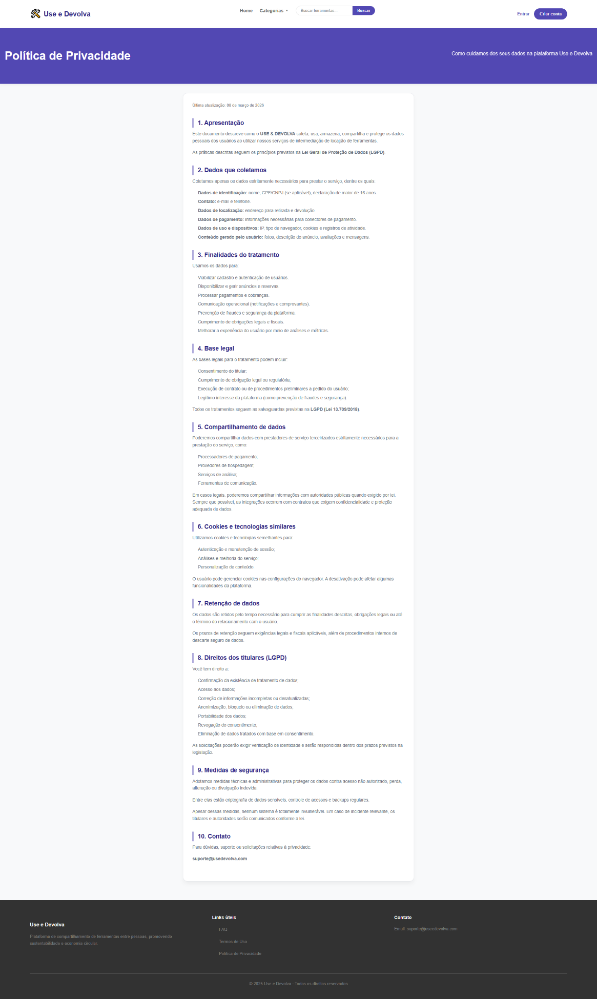 Use e Devolva
Home
Categorias ▼
Buscar ferramentas...
Buscar
Entrar
Criar conta
Política de Privacidade
Como cuidamos dos seus dados na plataforma Use e Devolva
Última atualização: 08 de março de 2026
1. Apresentação
Este documento descreve como o USE & DEVOLVA coleta, usa, armazena, compartilha e protege os dados
pessoais dos usuários ao utilizar nossos serviços de intermediação de locação de ferramentas.
As práticas descritas seguem os princípios previstos na Lei Geral de Proteção de Dados (LGPD).
2. Dados que coletamos
Coletamos apenas os dados estritamente necessários para prestar o serviço, dentre os quais:
Dados de identificação: nome, CPF/CNPJ (se aplicável), declaração de maior de 16 anos.
Contato: e-mail e telefone.
Dados de localização: endereço para retirada e devolução.
Dados de pagamento: informações necessárias para conectores de pagamento.
Dados de uso e dispositivos: IP, tipo de navegador, cookies e registros de atividade.
Conteúdo gerado pelo usuário: fotos, descrição do anúncio, avaliações e mensagens.
3. Finalidades do tratamento
Usamos os dados para:
Viabilizar cadastro e autenticação de usuários.
Disponibilizar e gerir anúncios e reservas.
Processar pagamentos e cobranças.
Comunicação operacional (notificações e comprovantes).
Prevenção de fraudes e segurança da plataforma.
Cumprimento de obrigações legais e fiscais.
Melhorar a experiência do usuário por meio de análises e métricas.
4. Base legal
As bases legais para o tratamento podem incluir:
Consentimento do titular;
Cumprimento de obrigação legal ou regulatória;
Execução de contrato ou de procedimentos preliminares a pedido do usuário;
Legítimo interesse da plataforma (como prevenção de fraudes e segurança).
Todos os tratamentos seguem as salvaguardas previstas na LGPD (Lei 13.709/2018).
5. Compartilhamento de dados
Poderemos compartilhar dados com prestadores de serviço terceirizados estritamente necessários para a
prestação do serviço, como:
Processadores de pagamento;
Provedores de hospedagem;
Serviços de análise;
Ferramentas de comunicação.
Em casos legais, poderemos compartilhar informações com autoridades públicas quando exigido por lei.
Sempre que possível, as integrações ocorrem com contratos que exigem confidencialidade e proteção
adequada de dados.
6. Cookies e tecnologias similares
Utilizamos cookies e tecnologias semelhantes para:
Autenticação e manutenção de sessão;
Análises e melhoria do serviço;
Personalização de conteúdo.
O usuário pode gerenciar cookies nas configurações do navegador. A desativação pode afetar algumas
funcionalidades da plataforma.
7. Retenção de dados
Os dados são retidos pelo tempo necessário para cumprir as finalidades descritas, obrigações legais ou até
o término do relacionamento com o usuário.
Os prazos de retenção seguem exigências legais e fiscais aplicáveis, além de procedimentos internos de
descarte seguro de dados.
8. Direitos dos titulares (LGPD)
Você tem direito a:
Confirmação da existência de tratamento de dados;
Acesso aos dados;
Correção de informações incompletas ou desatualizadas;
Anonimização, bloqueio ou eliminação de dados;
Portabilidade dos dados;
Revogação do consentimento;
Eliminação de dados tratados com base em consentimento.
As solicitações poderão exigir verificação de identidade e serão respondidas dentro dos prazos previstos na
legislação.
9. Medidas de segurança
Adotamos medidas técnicas e administrativas para proteger os dados contra acesso não autorizado, perda,
alteração ou divulgação indevida.
Entre elas estão criptografia de dados sensíveis, controle de acessos e backups regulares.
Apesar dessas medidas, nenhum sistema é totalmente invulnerável. Em caso de incidente relevante, os
titulares e autoridades serão comunicados conforme a lei.
10. Contato
Para dúvidas, suporte ou solicitações relativas à privacidade:
suporte@usedevolva.com
Use e Devolva
Plataforma de compartilhamento de ferramentas entre pessoas, promovendo
sustentabilidade e economia circular.
Links úteis
FAQ
Termos de Uso
Política de Privacidade
Contato
Email: suporte@useedevolva.com
© 2025 Use e Devolva - Todos os direitos reservados